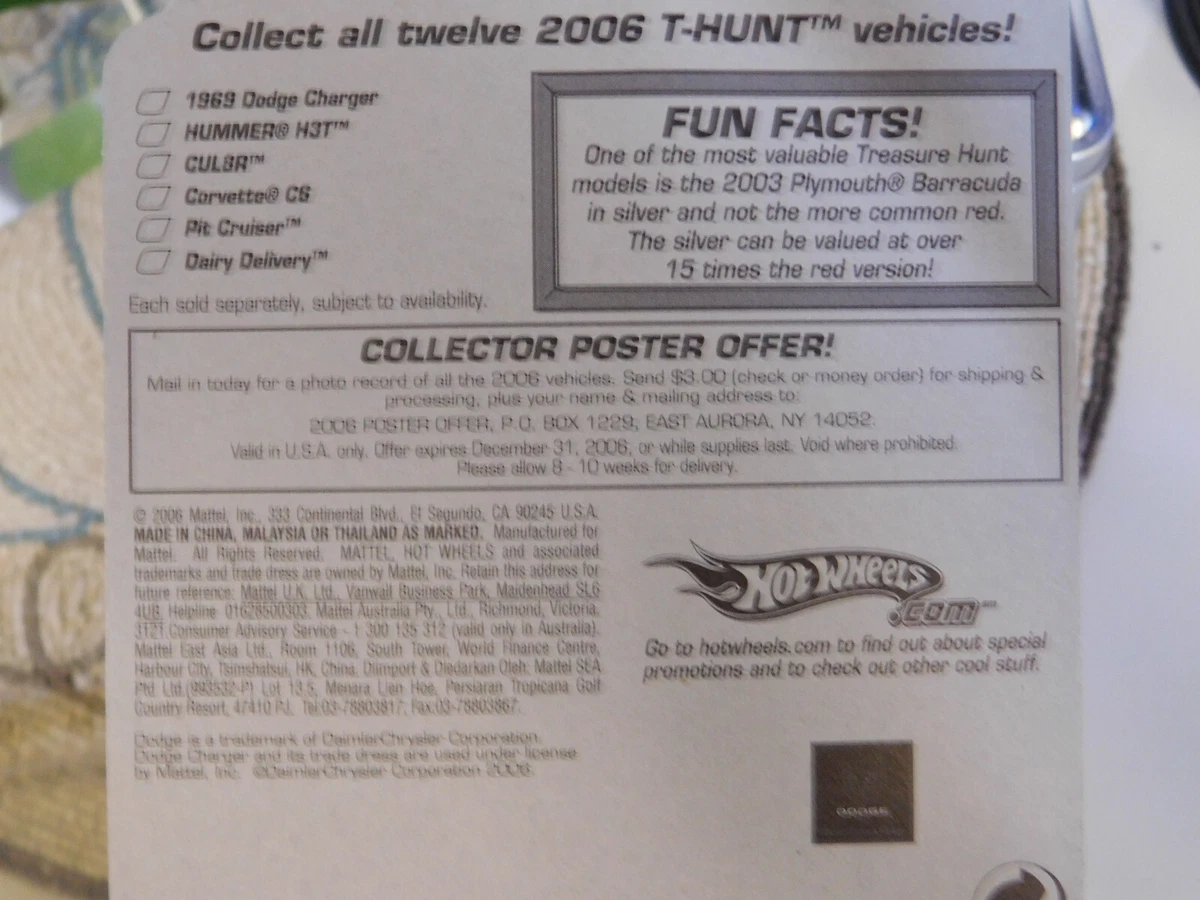 Collect all twelve 2006 T-HUNT™ vehicles!
1969 Dodge Charger
HUMMER® H3T™
CUL8R™
Corvette® C6
Pit Cruiser™
Dairy Delivery™
Each sold separately, subject to availability.
FUN FACTS!
One of the most valuable Treasure Hunt
models is the 2003 Plymouth® Barracuda
in silver and not the more common red.
The silver can be valued at over
15 times the red version!
COLLECTOR POSTER OFFER!
Mail in today for a photo record of all the 2006 vehicles. Send $3.00 (check or money order) for shipping &
processing, plus your name & mailing address to:
2006 POSTER OFFER, P.O. BOX 1229, EAST AURORA, NY 14052.
Valid in U.S.A. only. Offer expires December 31, 2006, or while supplies last. Void where prohibited.
Please allow 8 - 10 weeks for delivery.
© 2006 Mattel, Inc., 333 Continental Blvd., El Segundo, CA 90245 U.S.A.
MADE IN CHINA, MALAYSIA OR THAILAND AS MARKED. Manufactured for
Mattel. All Rights Reserved. MATTEL, HOT WHEELS and associated
trademarks and trade dress are owned by Mattel, Inc. Retain this address for
future reference: Mattel U.K. Ltd., Vanwall Business Park, Maidenhead SL6
4UB. Helpline 01628500303. Mattel Australia Pty., Ltd., Richmond, Victoria.
3121.Consumer Advisory Service - 1 300 135 312 (valid only in Australia).
Mattel East Asia Ltd., Room 1106, South Tower, World Finance Centre,
Harbour City, Tsimshatsui, HK, China. Diimport & Diedarkan Oleh: Mattel SEA
Ptd Ltd.(993532-P) Lot 13.5, Menara Lien Hoe, Persiaran Tropicana Golf
Country Resort, 47410 PJ. Tel:03-78803817, Fax:03-78803867.
Dodge is a trademark of DaimlerChrysler Corporation.
Dodge Charger and its trade dress are used under license
by Mattel, Inc. ©DaimlerChrysler Corporation 2006.
HOT WHEELS
.COM™
Go to hotwheels.com to find out about special
promotions and to check out other cool stuff.
DODGE